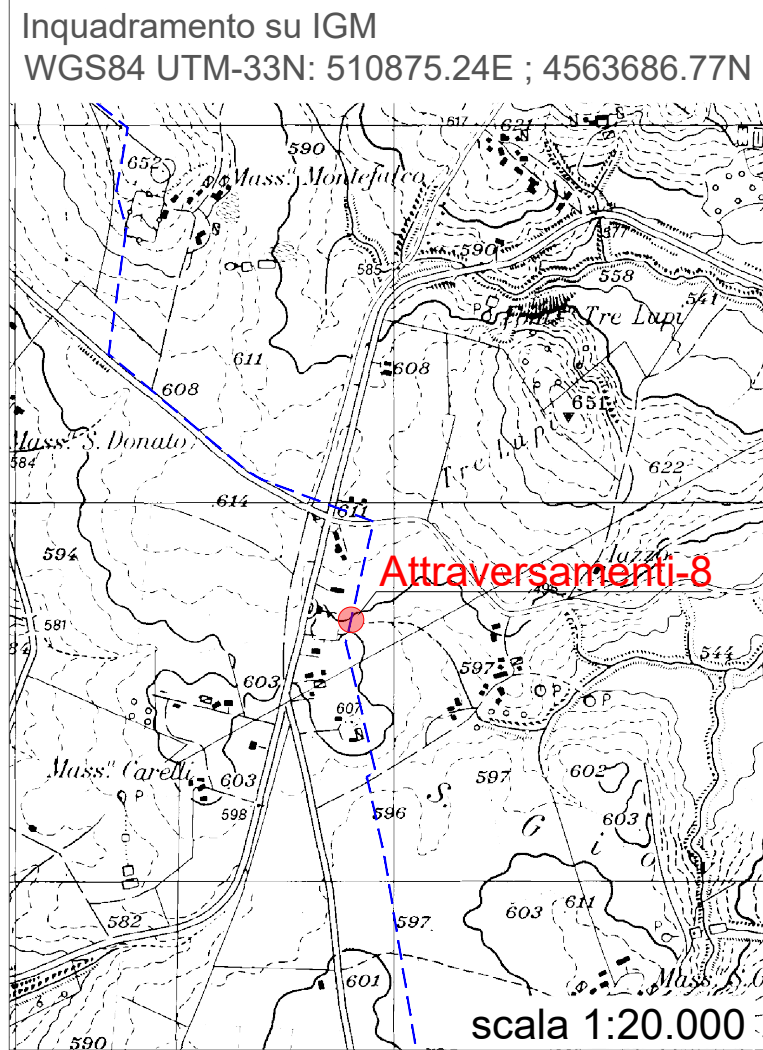 Inquadramento su IGM
WGS84 UTM-33N: 510875.24E ; 4563686.77N
617
621
N
S
590
652
Mass.ª Montefalco
N
S
590
577
585
558
541
P
Tre Lupi
611
608
608
651
Mass.ª S. Donato
584
Tre Lupi
622
614
611
594
Attraversamenti-8
581
544
597
603
P
P
607
N
Mass.ª Carelli
603
P
597
602
598
596
S. Gio
603
582
597
603
611
P
601
Mass.
590
scala 1:20.000